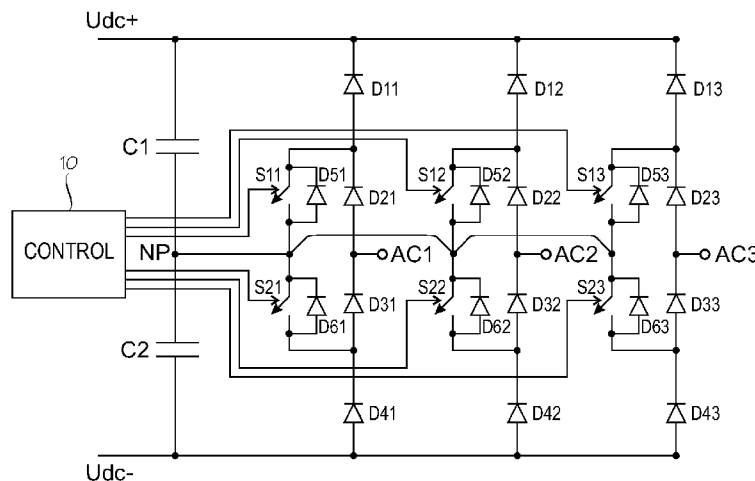 Udc+
D11
D12
D13
C1
10
S11
D51
S12
D52
S13
D53
D21
D22
D23
CONTROL
NP
AC1
AC2
AC3
S21
D61
S22
D62
S23
D63
D31
D32
D33
C2
D41
D42
D43
Udc-